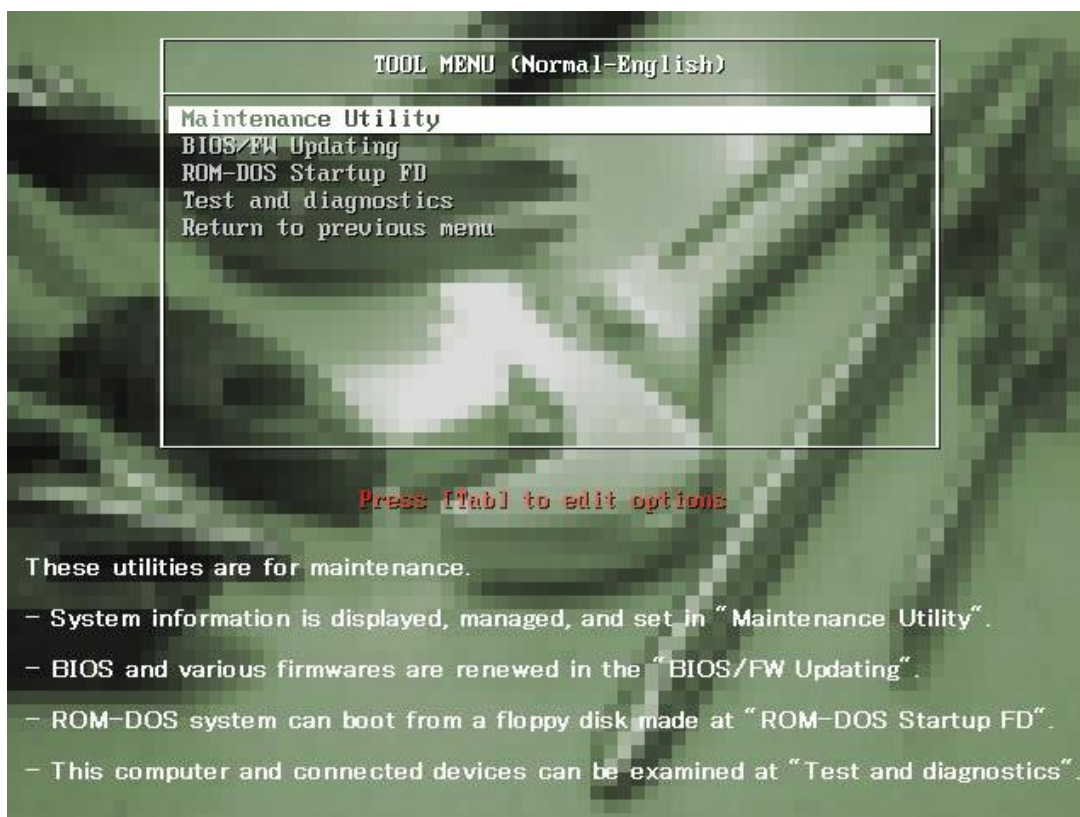 TOOL MENU (Normal-English)
Maintenance Utility
BIOS/FW Updating
ROM-DOS Startup FD
Test and diagnostics
Return to previous menu
Press [Tab] to edit options
These utilities are for maintenance.
- System information is displayed, managed, and set in "Maintenance Utility".
- BIOS and various firmwares are renewed in the "BIOS/FW Updating".
- ROM-DOS system can boot from a floppy disk made at "ROM-DOS Startup FD".
- This computer and connected devices can be examined at "Test and diagnostics".